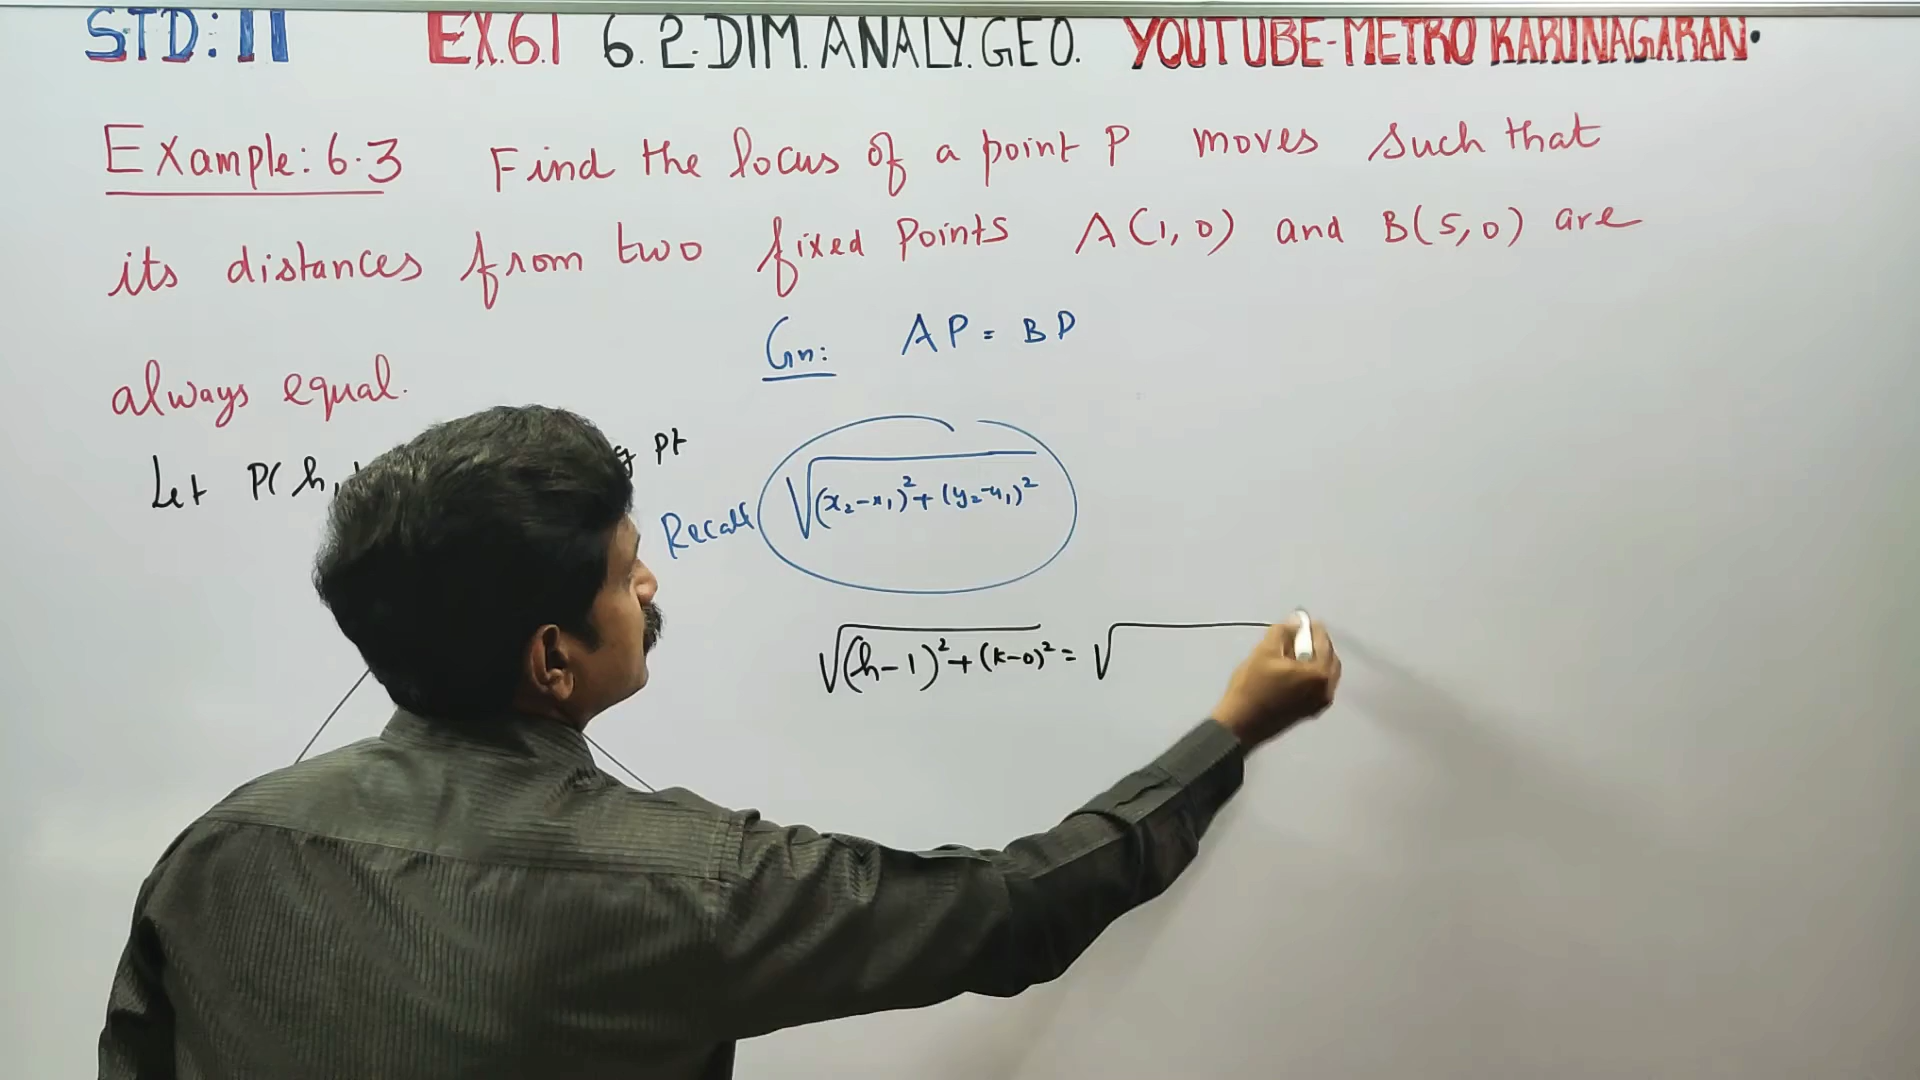 STD: 11 EX.6.1 6. 2-DIM. ANALY. GEO. YOUTUBE-METRO KARUNAGARAN.
Example: 6.3 Find the locus of a point P moves such that
its distances from two fixed points A(1,0) and B(5,0) are
always equal.
Gn: AP = BP
Let P(h, pt
Recall √(x₂-x₁)²+(y₂-y₁)²
√(h-1)²+(k-0)² = √